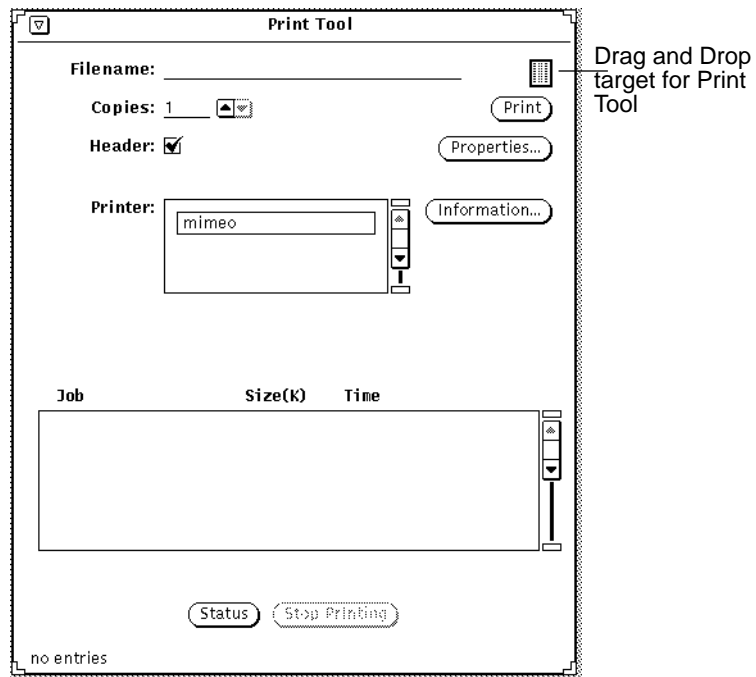 Print Tool
Filename:
Drag and Drop
target for Print
Tool
Copies: 1
Print
Header:
Properties...
Printer:
mimeo
Information...
Job Size(K) Time
Status Stop Printing
no entries